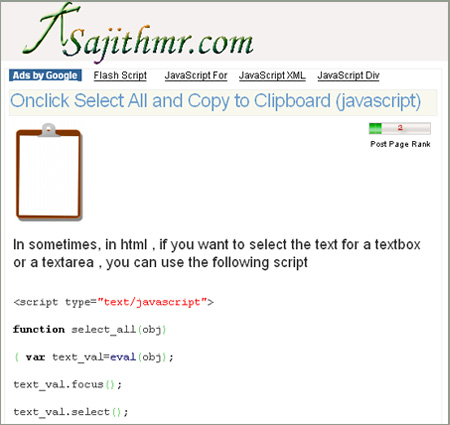 Sajithmr.com
Ads by Google Flash Script JavaScript For JavaScript XML JavaScript Div
Onclick Select All and Copy to Clipboard (javascript)
2
Post Page Rank
In sometimes, in html , if you want to select the text for a textbox
or a textarea , you can use the following script
<script type="text/javascript">
function select_all(obj)
{ var text_val=eval(obj);
text_val.focus();
text_val.select();